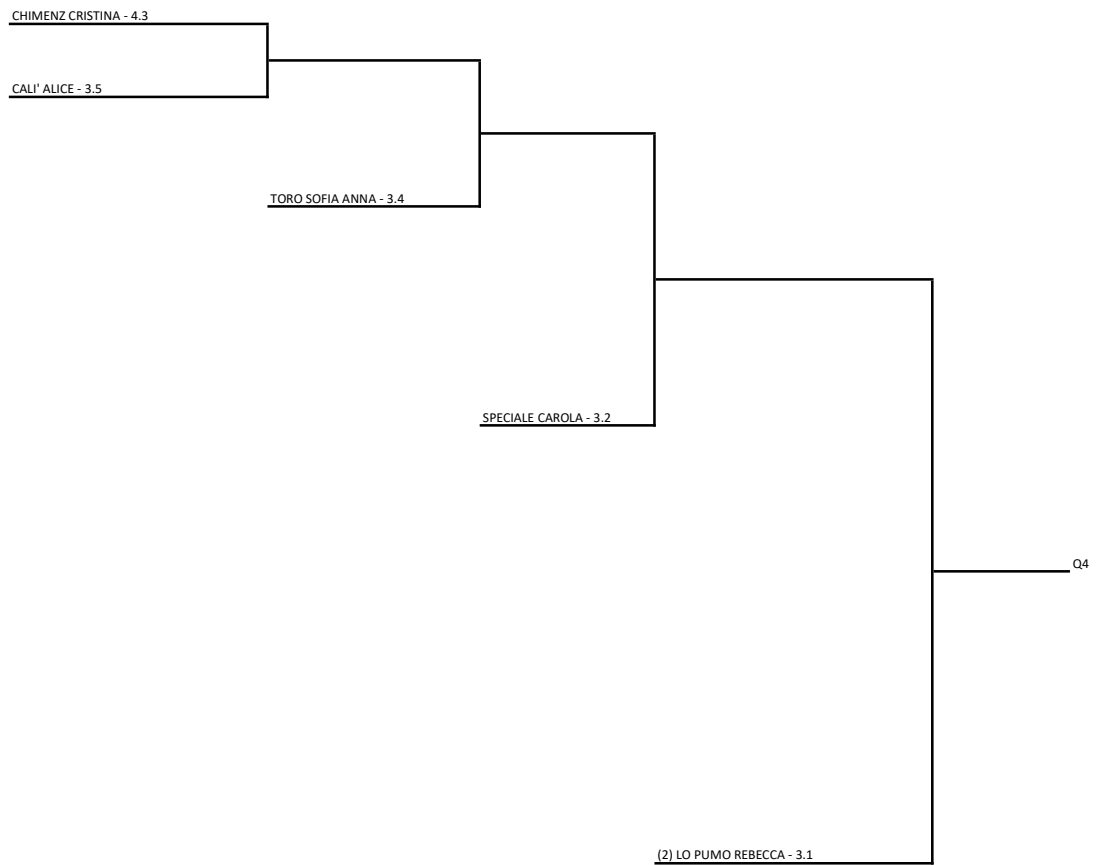 CHIMENZ CRISTINA - 4.3
CALI' ALICE - 3.5
TORO SOFIA ANNA - 3.4
SPECIALE CAROLA - 3.2
Q4
(2) LO PUMO REBECCA - 3.1